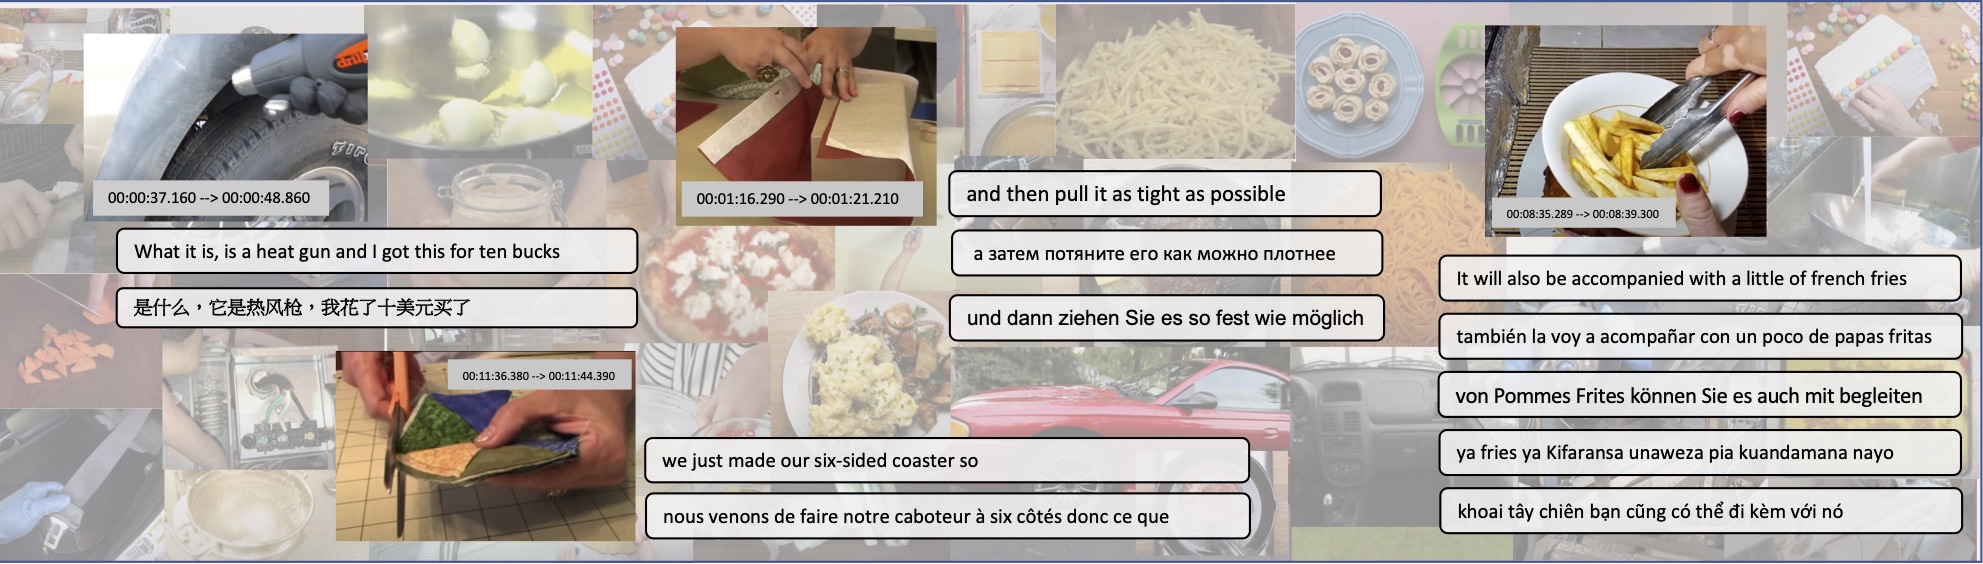 drill
TIRE
00:00:37.160 --> 00:00:48.860
What it is, is a heat gun and I got this for ten bucks
是什么，它是热风枪，我花了十美元买了
00:01:16.290 --> 00:01:21.210
and then pull it as tight as possible
а затем потяните его как можно плотнее
und dann ziehen Sie es so fest wie möglich
00:11:36.380 --> 00:11:44.390
we just made our six-sided coaster so
nous venons de faire notre caboteur à six côtés donc ce que
00:08:35.289 --> 00:08:39.300
It will also be accompanied with a little of french fries
también la voy a acompañar con un poco de papas fritas
von Pommes Frites können Sie es auch mit begleiten
ya fries ya Kifaransa unaweza pia kuandamana nayo
khoai tây chiên bạn cũng có thể đi kèm với nó